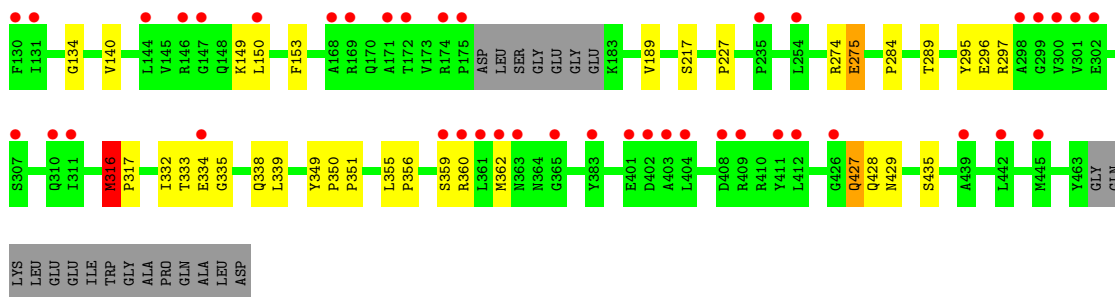 F130 I131 G134 V140 L144 V145 R146 G147 Q148 K149 L150 F153 A168 R169 Q170 A171 T172 V173 R174 P175 ASP LEU SER GLY GLU GLY GLU K183 V189 S217 P227 P235 L254 R274 E275 P284 T289 Y295 E296 R297 A298 G299 V300 V301 E302
S307 Q310 I311 M316 P317 I332 T333 E334 G335 Q338 L339 Y349 P350 P351 L355 P356 S359 R360 L361 M362 N363 N364 G365 Y383 E401 D402 A403 L404 D408 R409 R410 Y411 L412 G426 Q427 Q428 N429 S435 A439 L442 M445 Y463 GLY GLN
LYS LEU GLU GLU ILE TRP GLY ALA PRO GLN ALA LEU ASP